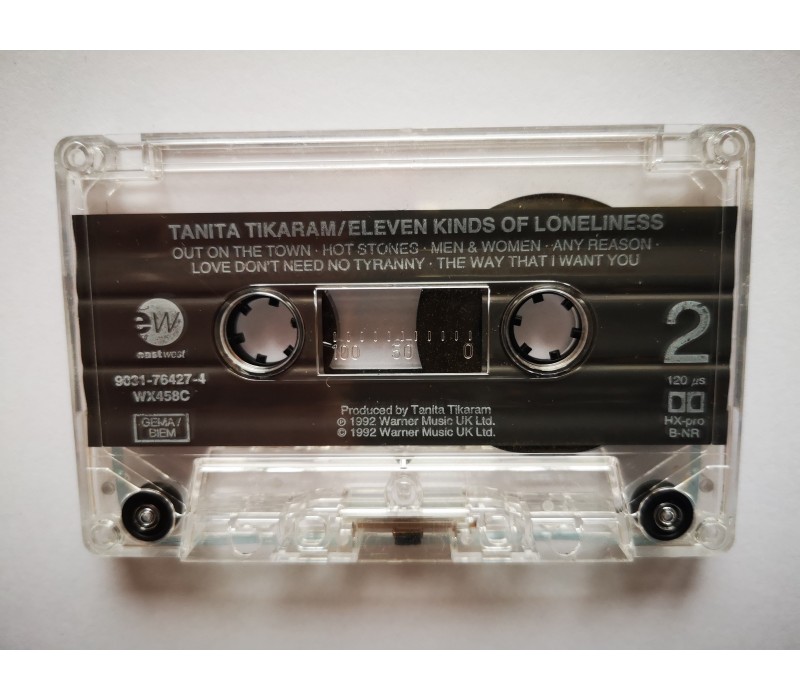 TANITA TIKARAM/ELEVEN KINDS OF LONELINESS
OUT ON THE TOWN · HOT STONES · MEN & WOMEN · ANY REASON ·
LOVE DON'T NEED NO TYRANNY · THE WAY THAT I WANT YOU
ew
eastwest
9031-76427-4
WX458C
GEMA/
BIEM
100 50 0
Produced by Tanita Tikaram
℗ 1992 Warner Music UK Ltd.
© 1992 Warner Music UK Ltd.
2
120 µs
HX-pro
B-NR